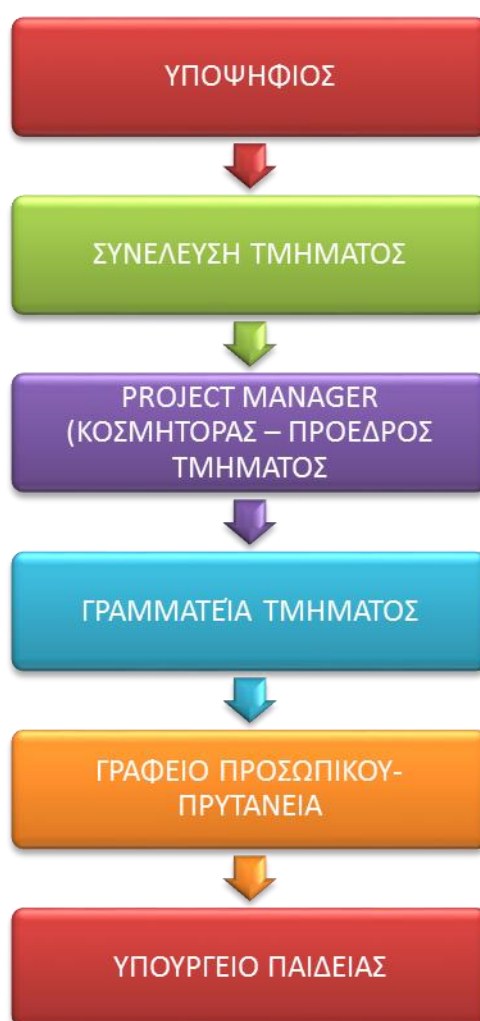 ΥΠΟΨΗΦΙΟΣ
ΣΥΝΕΛΕΥΣΗ ΤΜΗΜΑΤΟΣ
PROJECT MANAGER
(ΚΟΣΜΗΤΟΡΑΣ – ΠΡΟΕΔΡΟΣ
ΤΜΗΜΑΤΟΣ
ΓΡΑΜΜΑΤΕΊΑ ΤΜΗΜΑΤΟΣ
ΓΡΑΦΕΙΟ ΠΡΟΣΩΠΙΚΟΥ-
ΠΡΥΤΑΝΕΙΑ
ΥΠΟΥΡΓΕΙΟ ΠΑΙΔΕΙΑΣ